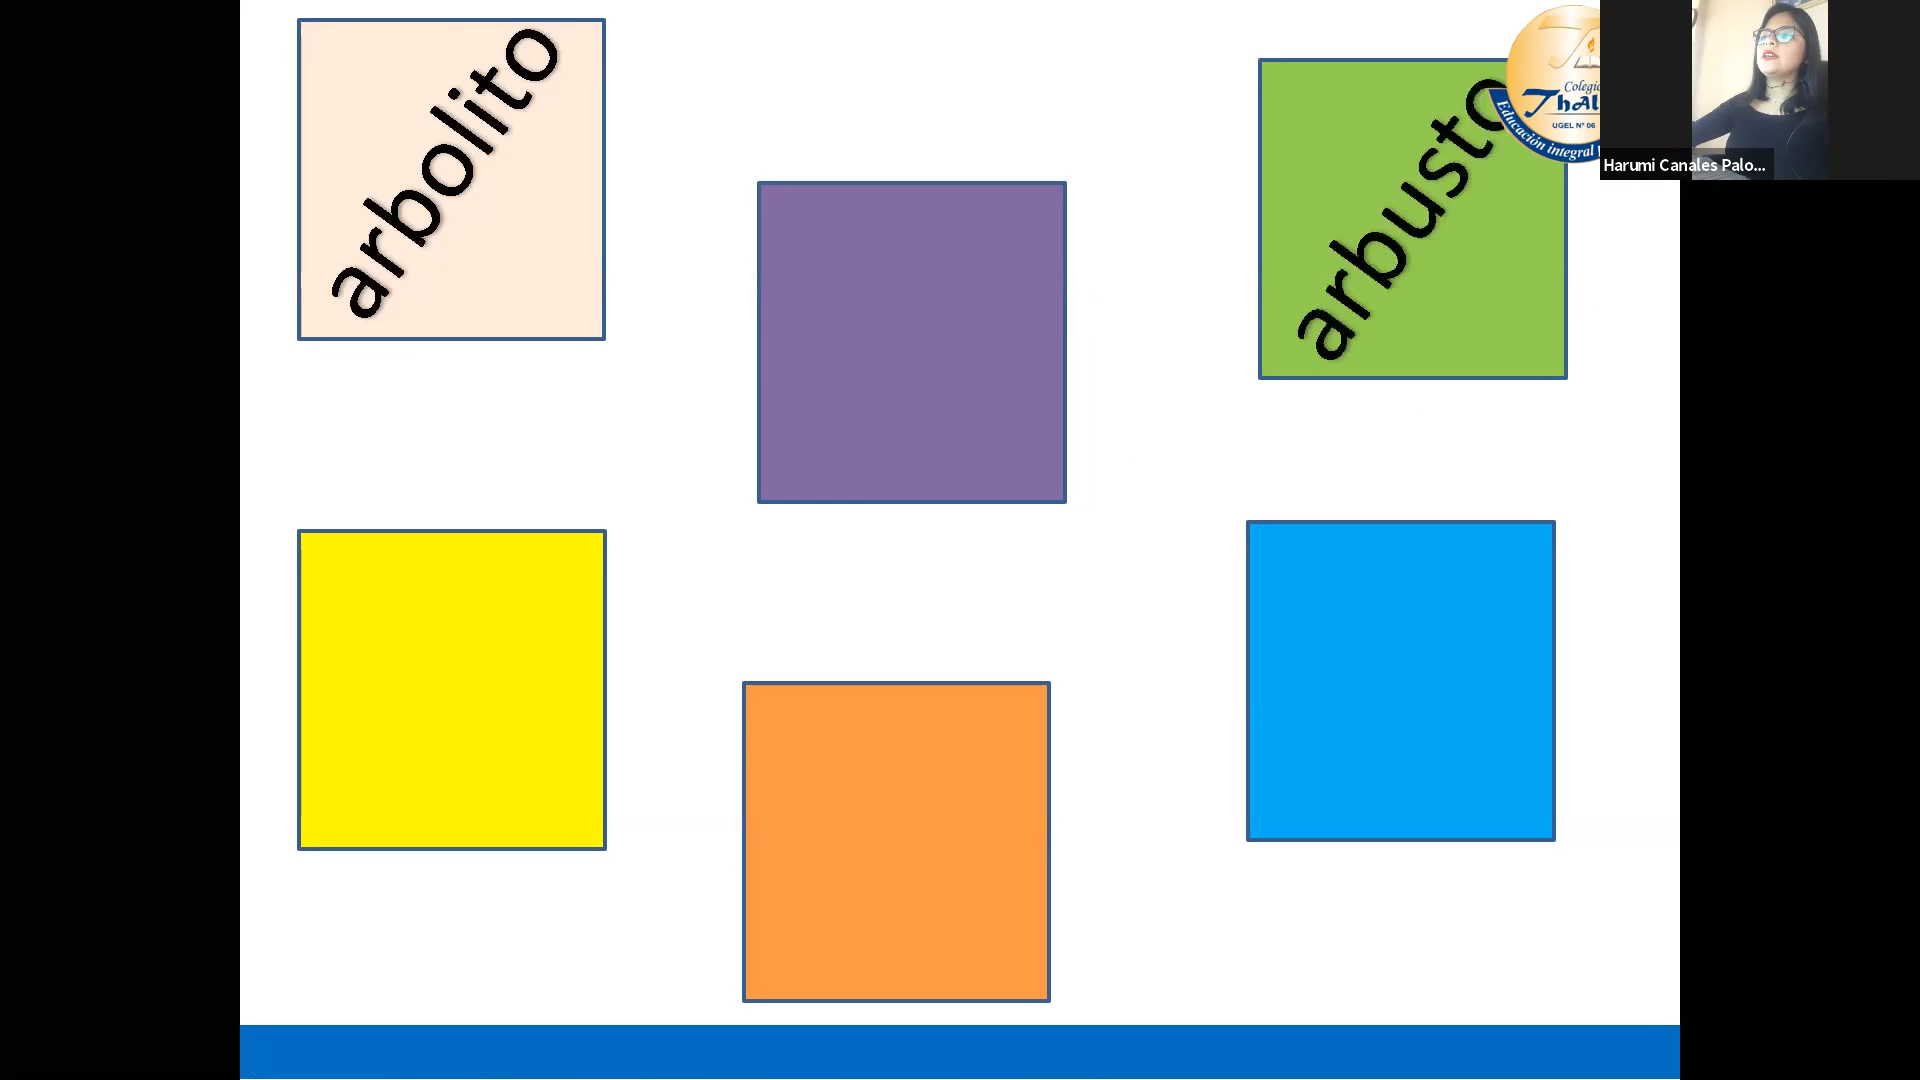 arbolito
arbusto
Colegio
UGEL N° 06
Educación integral
Harumi Canales Palo...